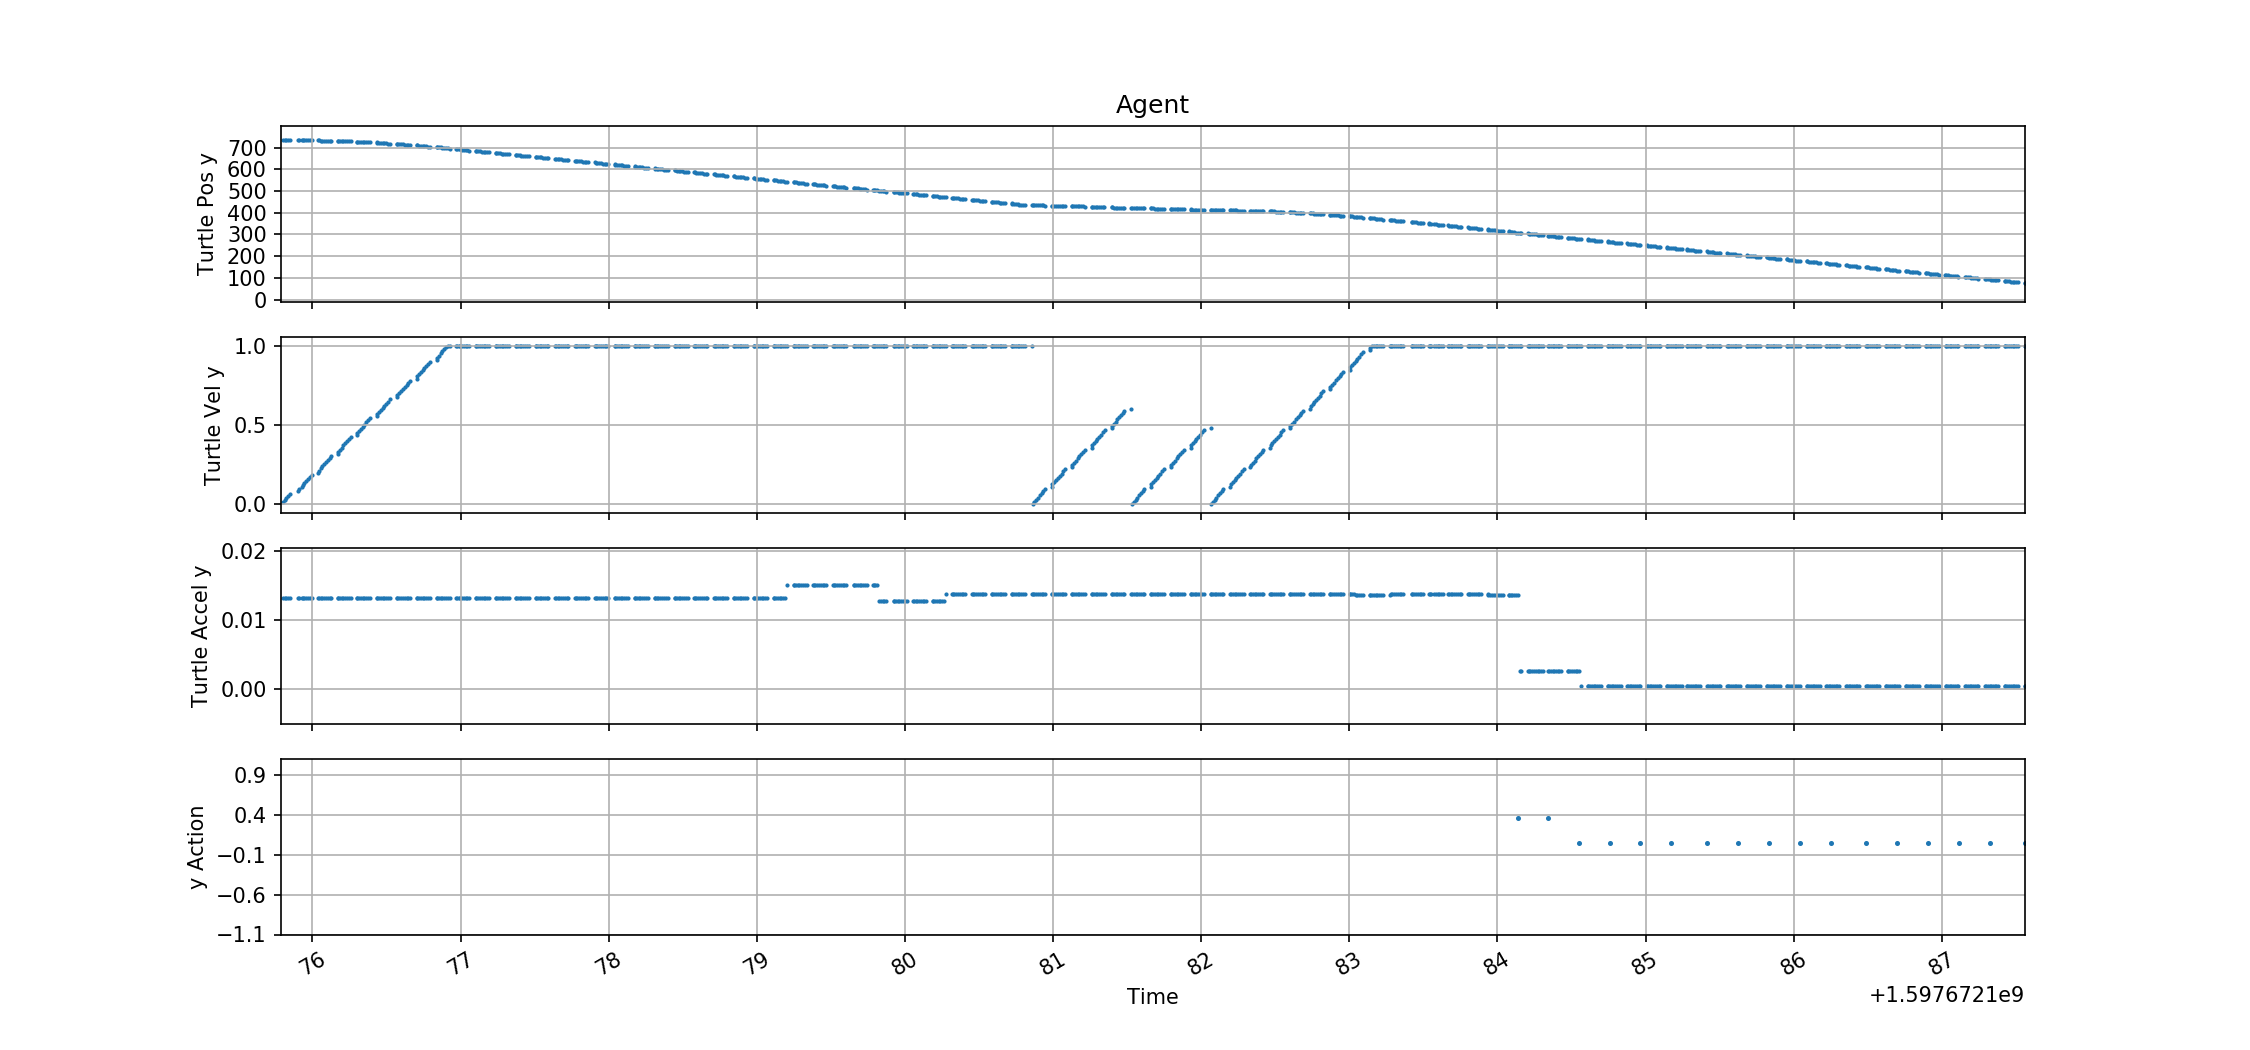 Agent
Turtle Pos y
700
600
500
400
300
200
100
0
Turtle Vel y
1.0
0.5
0.0
Turtle Accel y
0.02
0.01
0.00
y Action
0.9
0.4
−0.1
−0.6
−1.1
76 77 78 79 80 81 82 83 84 85 86 87
Time
+1.5976721e9